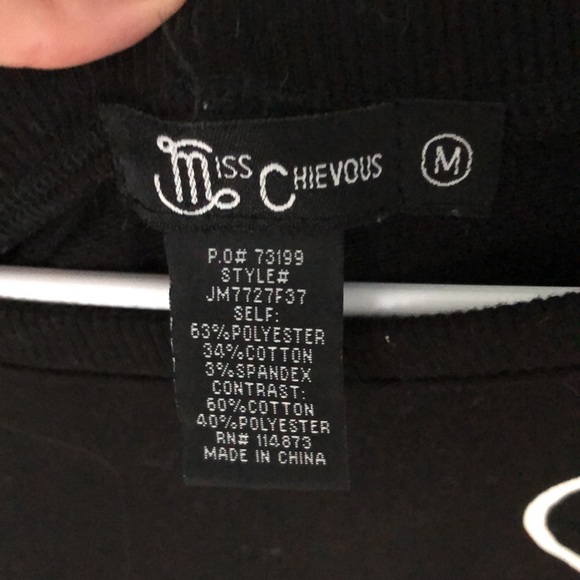 Miss Chievous
M
P.O# 73199
STYLE#
JM7727F37
SELF:
63%POLYESTER
34%COTTON
3%SPANDEX
CONTRAST:
60%COTTON
40%POLYESTER
RN# 114873
MADE IN CHINA